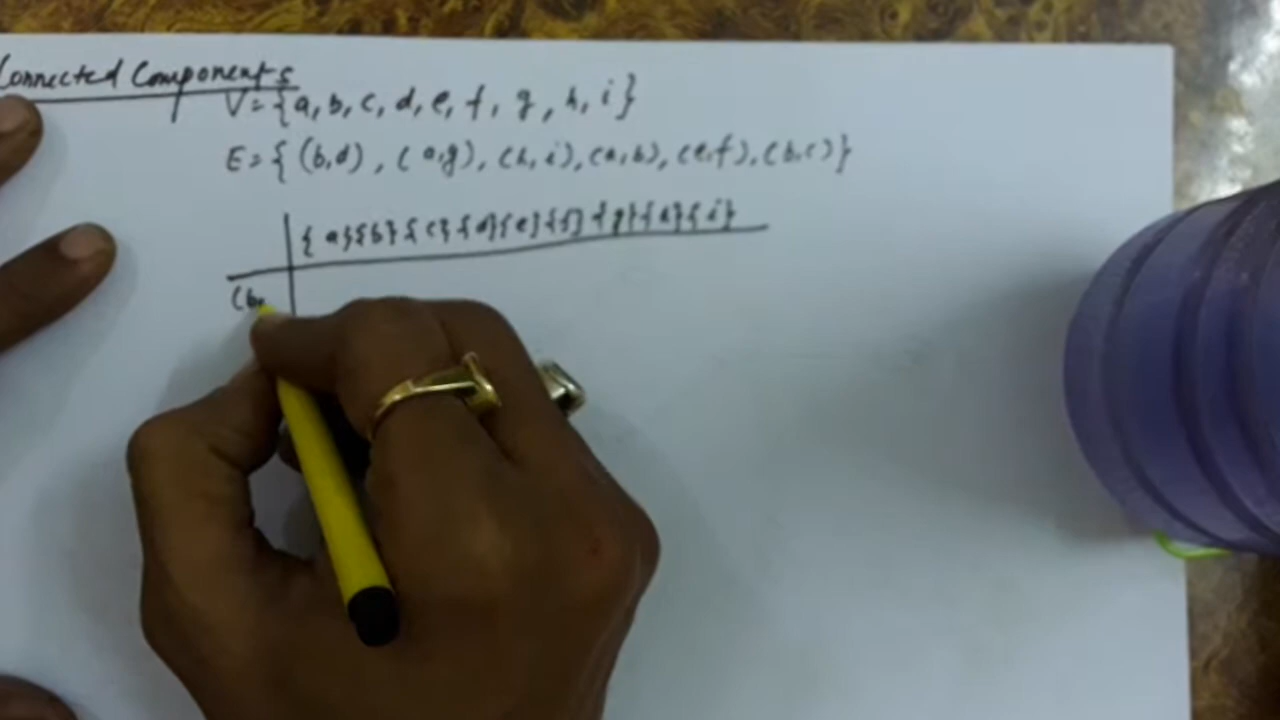 Connected Components
V = {a, b, c, d, e, f, g, h, i}
E = { (b,d), (a,g), (h, i), (a,b), (e,f), (b,c) }
{ a}{b} {c} {d}{e}{f} {g}{h}{i}
(b,